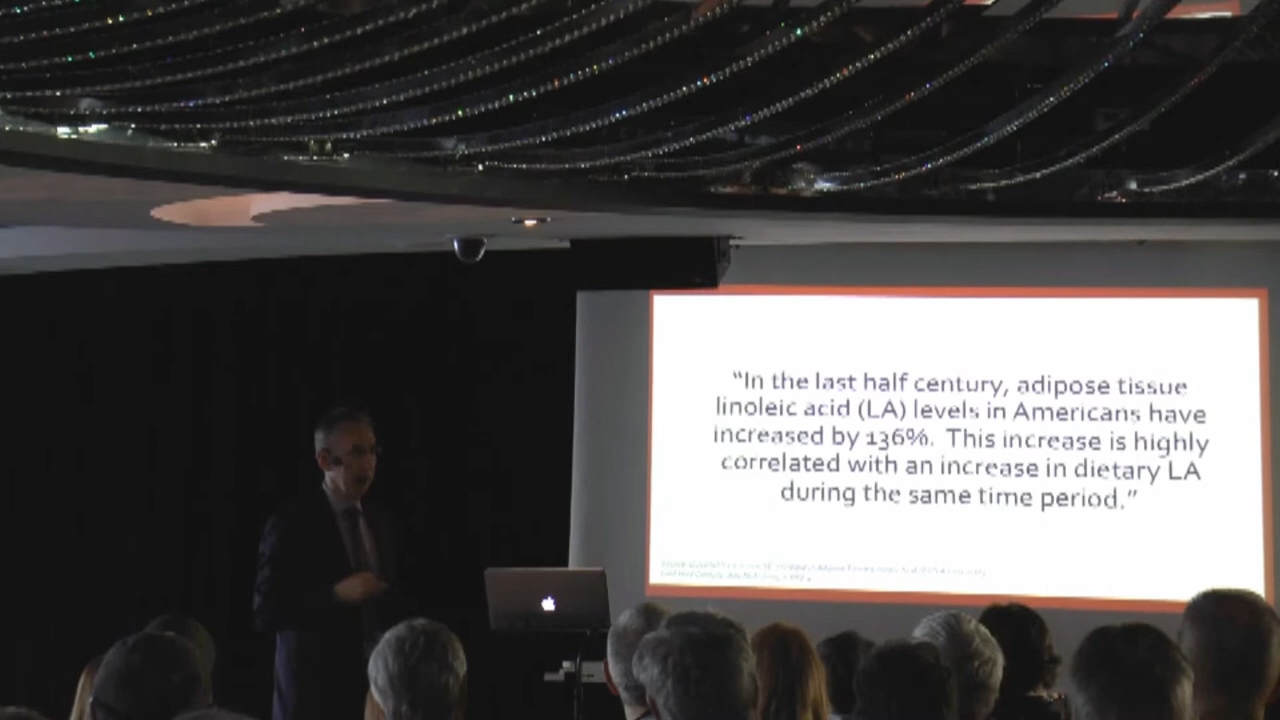 “In the last half century, adipose tissue
linoleic acid (LA) levels in Americans have
increased by 136%. This increase is highly
correlated with an increase in dietary LA
during the same time period.”